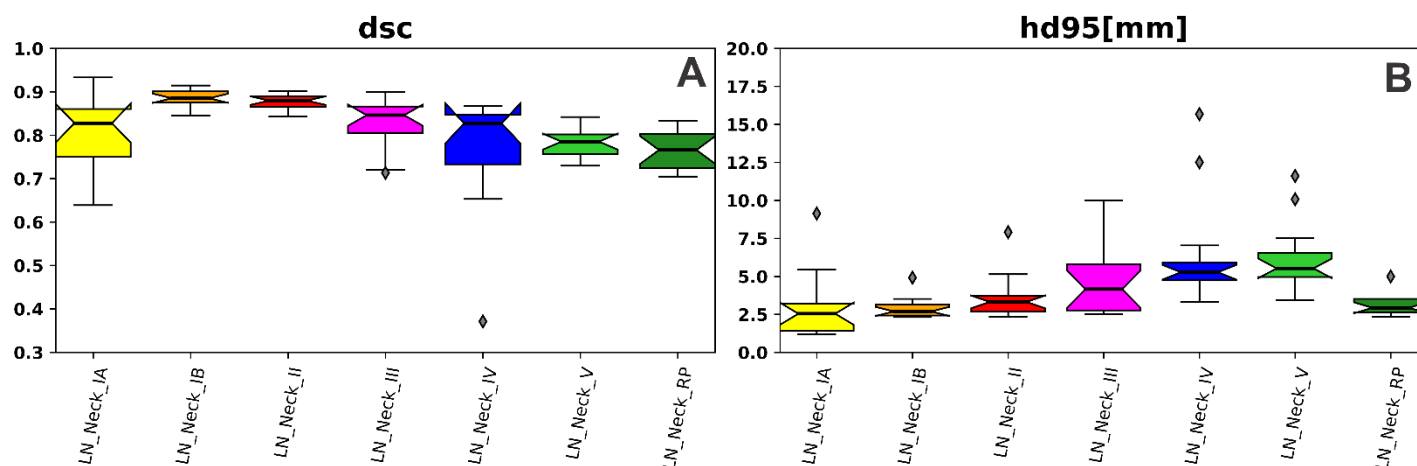 dsc
hd95[mm]
A
B
1.0
0.9
0.8
0.7
0.6
0.5
0.4
0.3
20.0
17.5
15.0
12.5
10.0
7.5
5.0
2.5
0.0
LN_Neck_IA
LN_Neck_IB
LN_Neck_II
LN_Neck_III
LN_Neck_IV
LN_Neck_V
LN_Neck_RP
LN_Neck_IA
LN_Neck_IB
LN_Neck_II
LN_Neck_III
LN_Neck_IV
LN_Neck_V
LN_Neck_RP